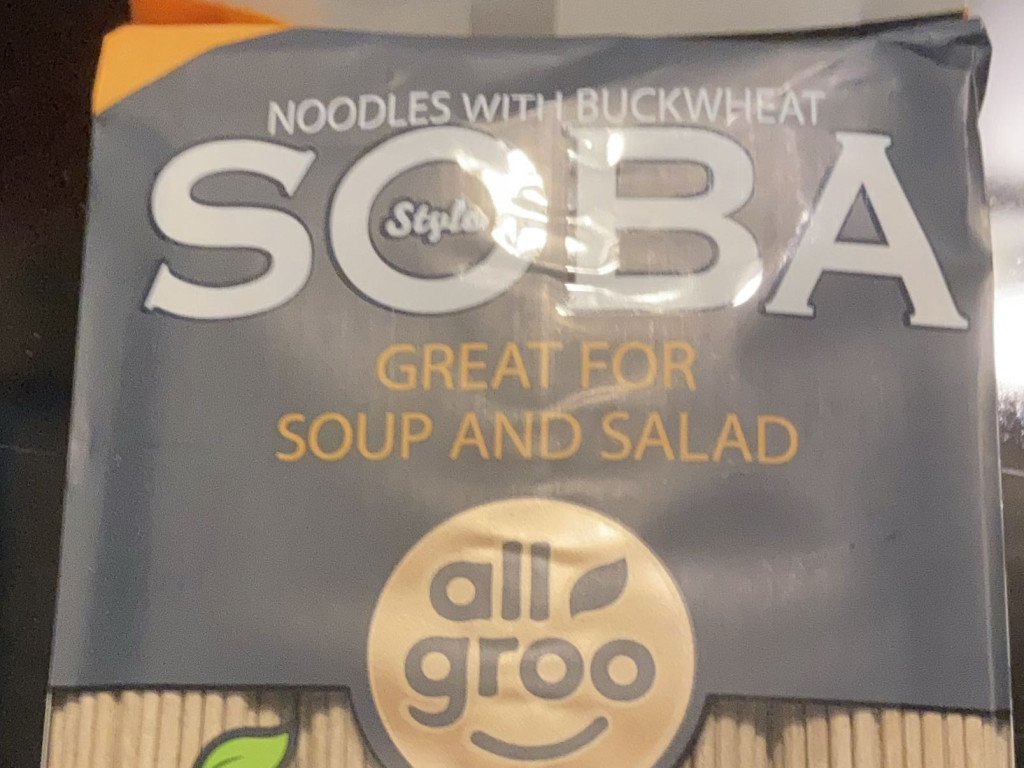 NOODLES WITH BUCKWHEAT
SOBA
Style
GREAT FOR
SOUP AND SALAD
all
groo